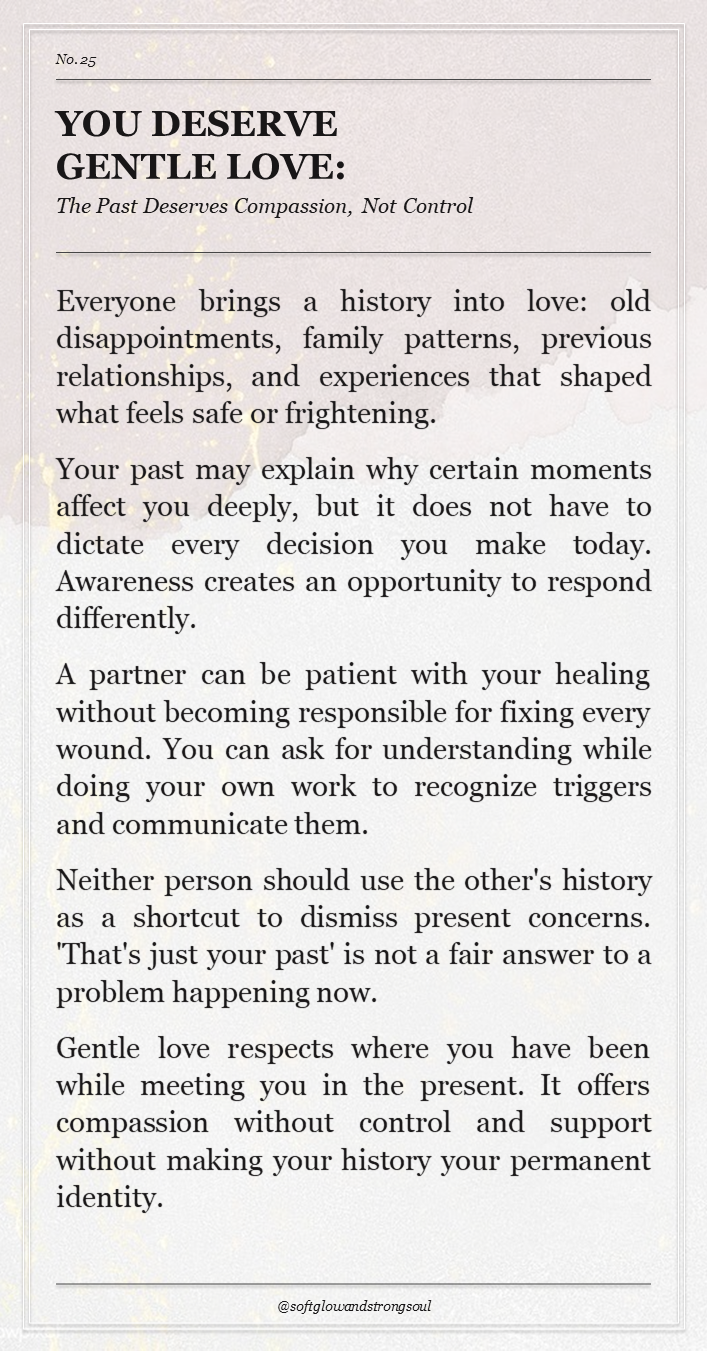 No.25
YOU DESERVE
GENTLE LOVE:
The Past Deserves Compassion, Not Control
Everyone brings a history into love: old
disappointments, family patterns, previous
relationships, and experiences that shaped
what feels safe or frightening.
Your past may explain why certain moments
affect you deeply, but it does not have to
dictate every decision you make today.
Awareness creates an opportunity to respond
differently.
A partner can be patient with your healing
without becoming responsible for fixing every
wound. You can ask for understanding while
doing your own work to recognize triggers
and communicate them.
Neither person should use the other's history
as a shortcut to dismiss present concerns.
'That's just your past' is not a fair answer to a
problem happening now.
Gentle love respects where you have been
while meeting you in the present. It offers
compassion without control and support
without making your history your permanent
identity.
@softglowandstrongsoul